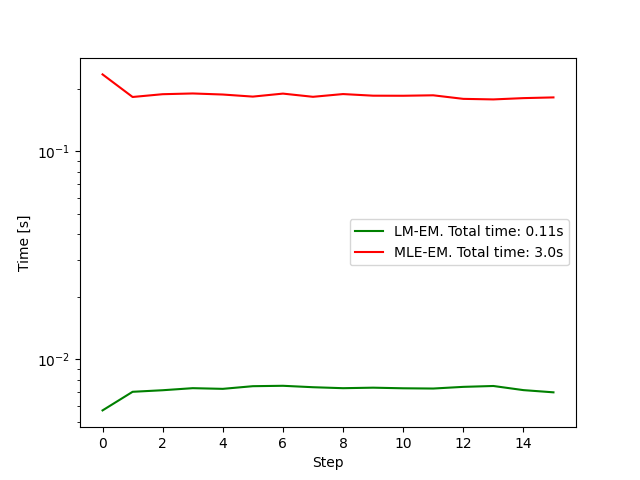 Time [s]
10⁻¹
10⁻²
LM-EM. Total time: 0.11s
MLE-EM. Total time: 3.0s
0 2 4 6 8 10 12 14
Step